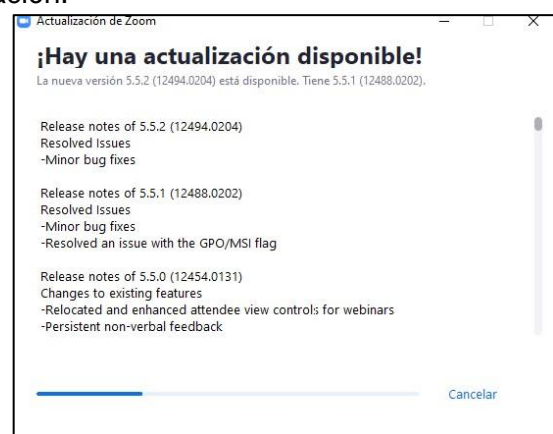 Actualización de Zoom
¡Hay una actualización disponible!
La nueva versión 5.5.2 (12494.0204) está disponible. Tiene 5.5.1 (12488.0202).
Release notes of 5.5.2 (12494.0204)
Resolved Issues
-Minor bug fixes
Release notes of 5.5.1 (12488.0202)
Resolved Issues
-Minor bug fixes
-Resolved an issue with the GPO/MSI flag
Release notes of 5.5.0 (12454.0131)
Changes to existing features
-Relocated and enhanced attendee view controls for webinars
-Persistent non-verbal feedback
Cancelar